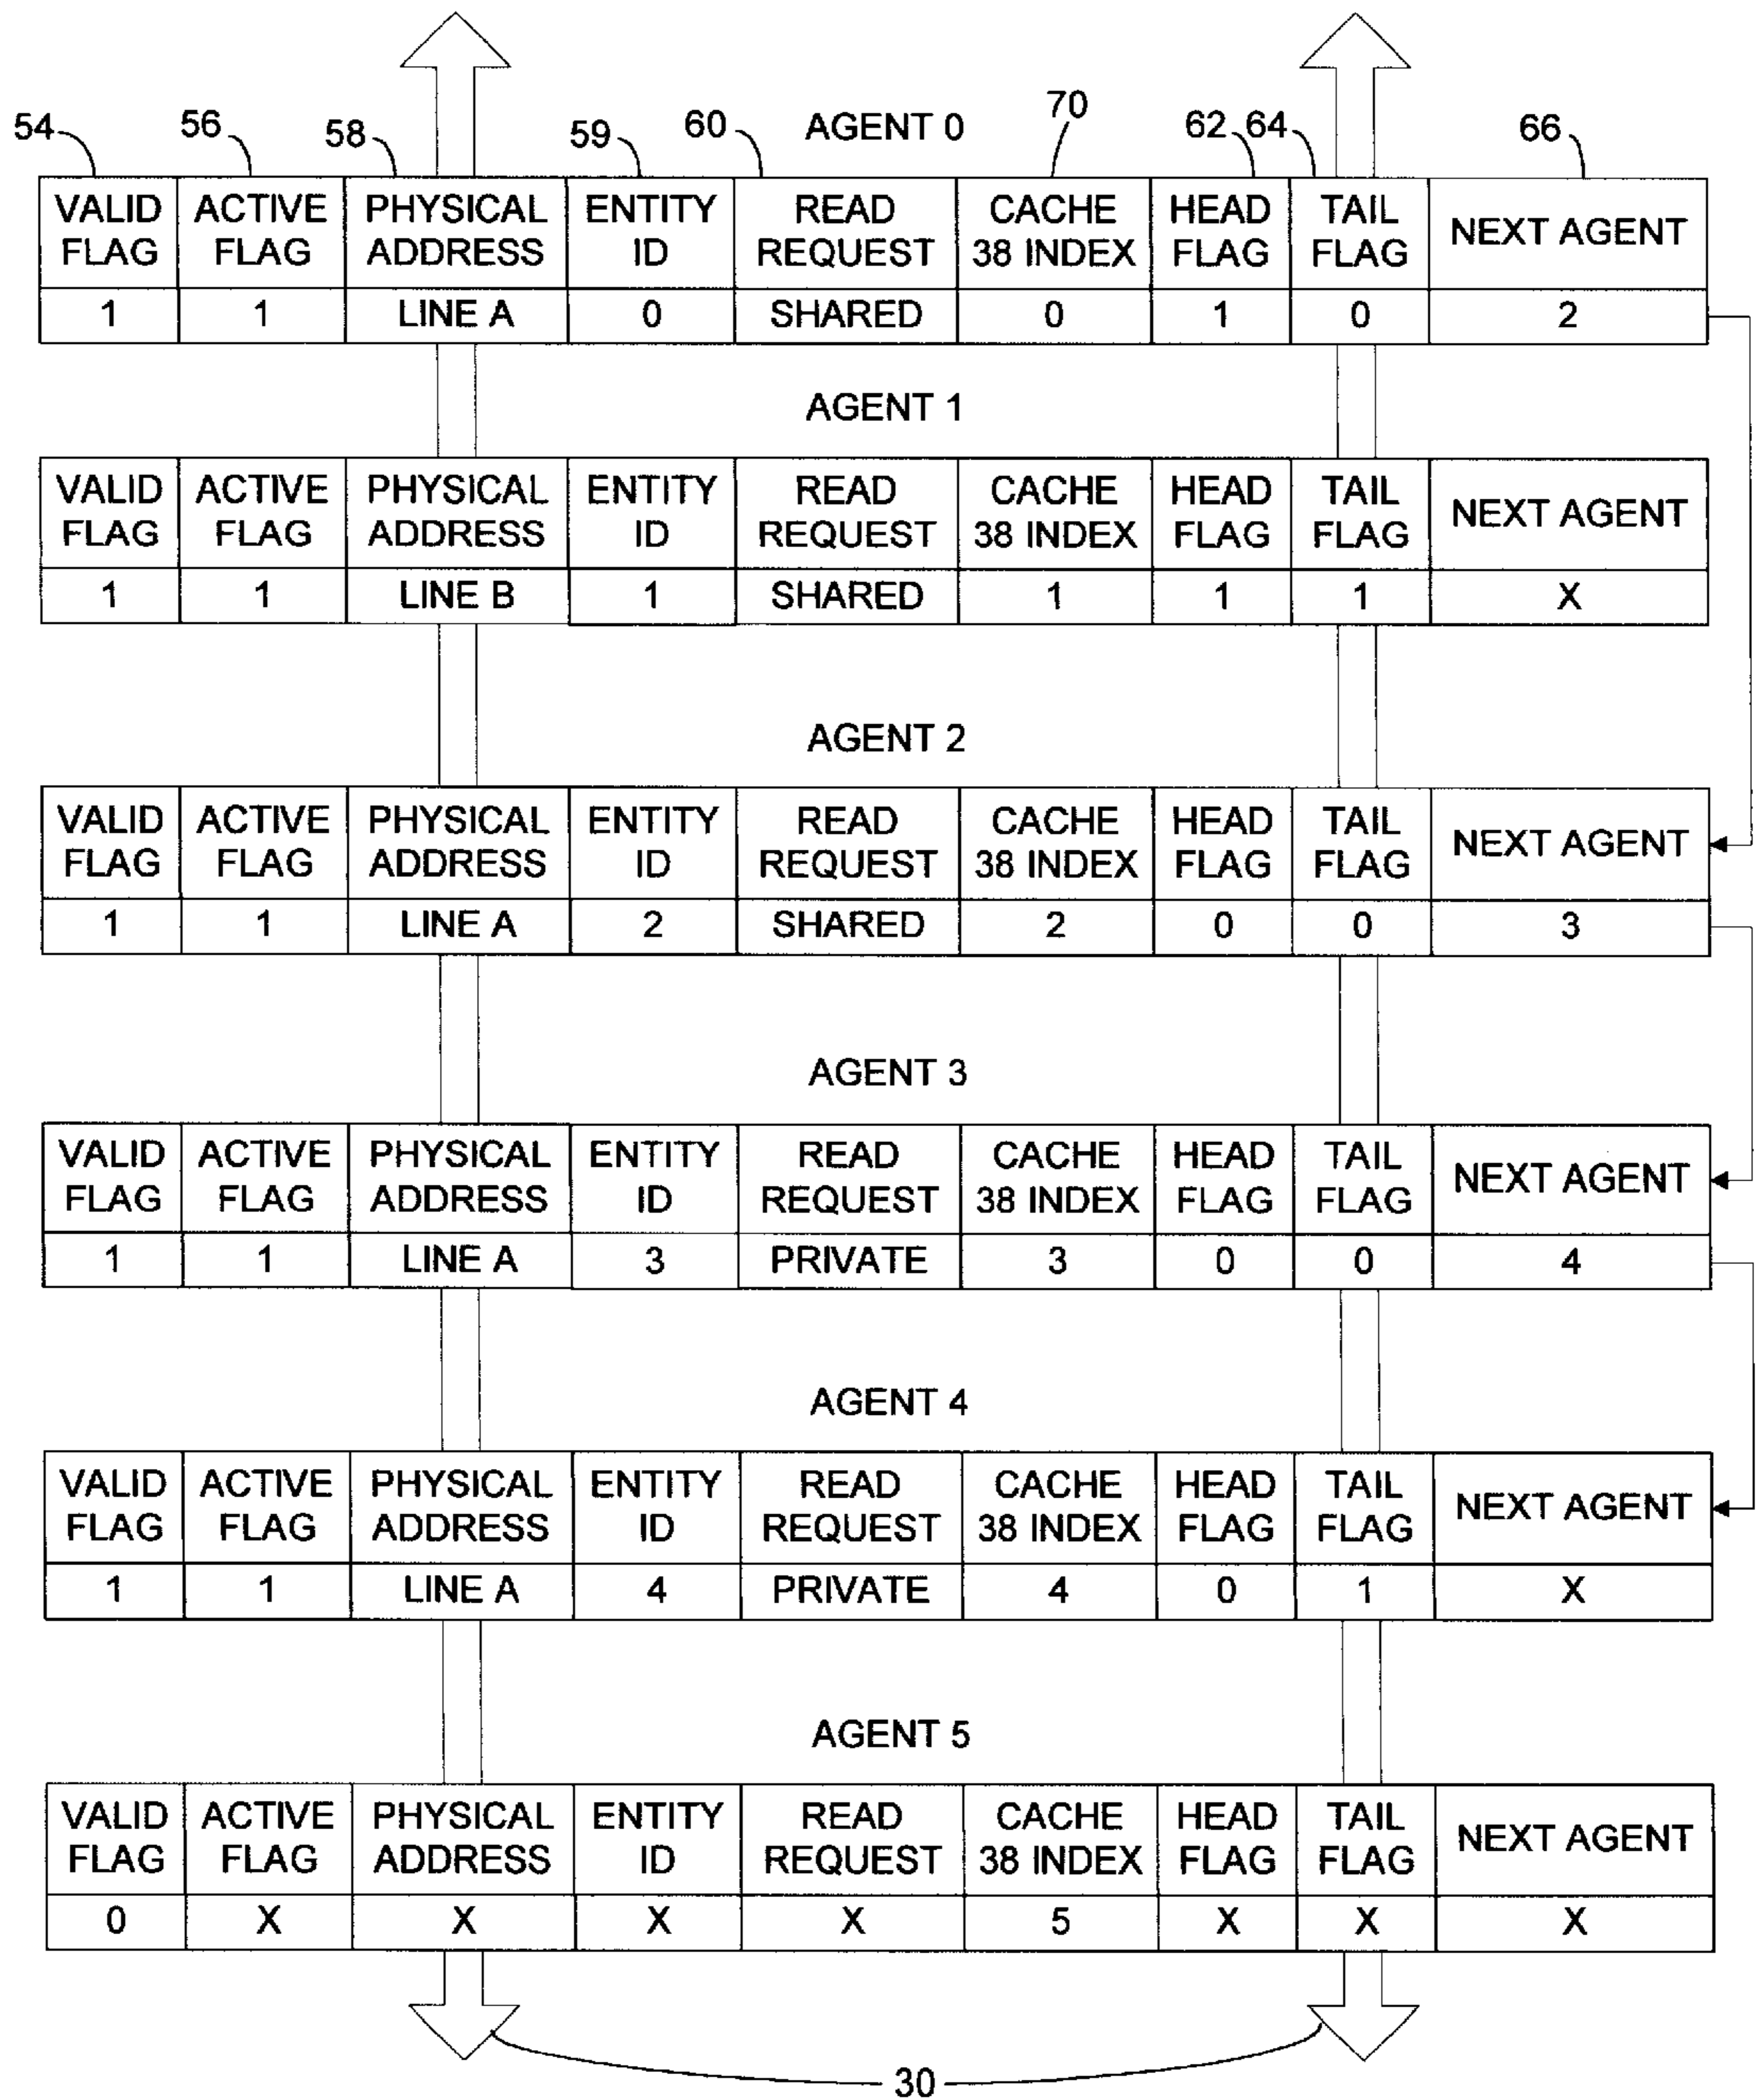 54 56 58 59 60 AGENT 0 70 62 64 66
VALID FLAG ACTIVE FLAG PHYSICAL ADDRESS ENTITY ID READ REQUEST CACHE 38 INDEX HEAD FLAG TAIL FLAG NEXT AGENT
1 1 LINE A 0 SHARED 0 1 0 2
AGENT 1
VALID FLAG ACTIVE FLAG PHYSICAL ADDRESS ENTITY ID READ REQUEST CACHE 38 INDEX HEAD FLAG TAIL FLAG NEXT AGENT
1 1 LINE B 1 SHARED 1 1 1 X
AGENT 2
VALID FLAG ACTIVE FLAG PHYSICAL ADDRESS ENTITY ID READ REQUEST CACHE 38 INDEX HEAD FLAG TAIL FLAG NEXT AGENT
1 1 LINE A 2 SHARED 2 0 0 3
AGENT 3
VALID FLAG ACTIVE FLAG PHYSICAL ADDRESS ENTITY ID READ REQUEST CACHE 38 INDEX HEAD FLAG TAIL FLAG NEXT AGENT
1 1 LINE A 3 PRIVATE 3 0 0 4
AGENT 4
VALID FLAG ACTIVE FLAG PHYSICAL ADDRESS ENTITY ID READ REQUEST CACHE 38 INDEX HEAD FLAG TAIL FLAG NEXT AGENT
1 1 LINE A 4 PRIVATE 4 0 1 X
AGENT 5
VALID FLAG ACTIVE FLAG PHYSICAL ADDRESS ENTITY ID READ REQUEST CACHE 38 INDEX HEAD FLAG TAIL FLAG NEXT AGENT
0 X X X X 5 X X X
30